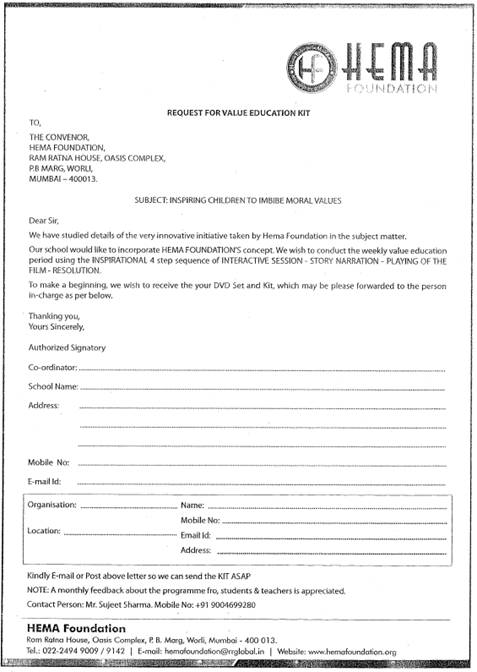 HF HEMA
FOUNDATION
REQUEST FOR VALUE EDUCATION KIT
TO,
THE CONVENOR,
HEMA FOUNDATION,
RAM RATNA HOUSE, OASIS COMPLEX,
P.B MARG, WORLI,
MUMBAI – 400013.
SUBJECT: INSPIRING CHILDREN TO IMBIBE MORAL VALUES
Dear Sir,
We have studied details of the very innovative initiative taken by Hema Foundation in the subject matter.
Our school would like to incorporate HEMA FOUNDATION'S concept. We wish to conduct the weekly value education
period using the INSPIRATIONAL 4 step sequence of INTERACTIVE SESSION - STORY NARRATION - PLAYING OF THE
FILM - RESOLUTION.
To make a beginning, we wish to receive the your DVD Set and Kit, which may be please forwarded to the person
in-charge as per below.
Thanking you,
Yours Sincerely,
Authorized Signatory
Co-ordinator:
School Name:
Address:
Mobile No:
E-mail Id:
Organisation: Name:
Mobile No:
Location:
Email Id:
Address:
Kindly E-mail or Post above letter so we can send the KIT ASAP
NOTE: A monthly feedback about the programme fro, students & teachers is appreciated.
Contact Person: Mr. Sujeet Sharma. Mobile No: +91 9004699280
HEMA Foundation
Ram Ratna House, Oasis Complex, P. B. Marg, Worli, Mumbai - 400 013.
Tel.: 022-2494 9009 / 9142 | E-mail: hemafoundation@rrglobal.in | Website: www.hemafoundation.org